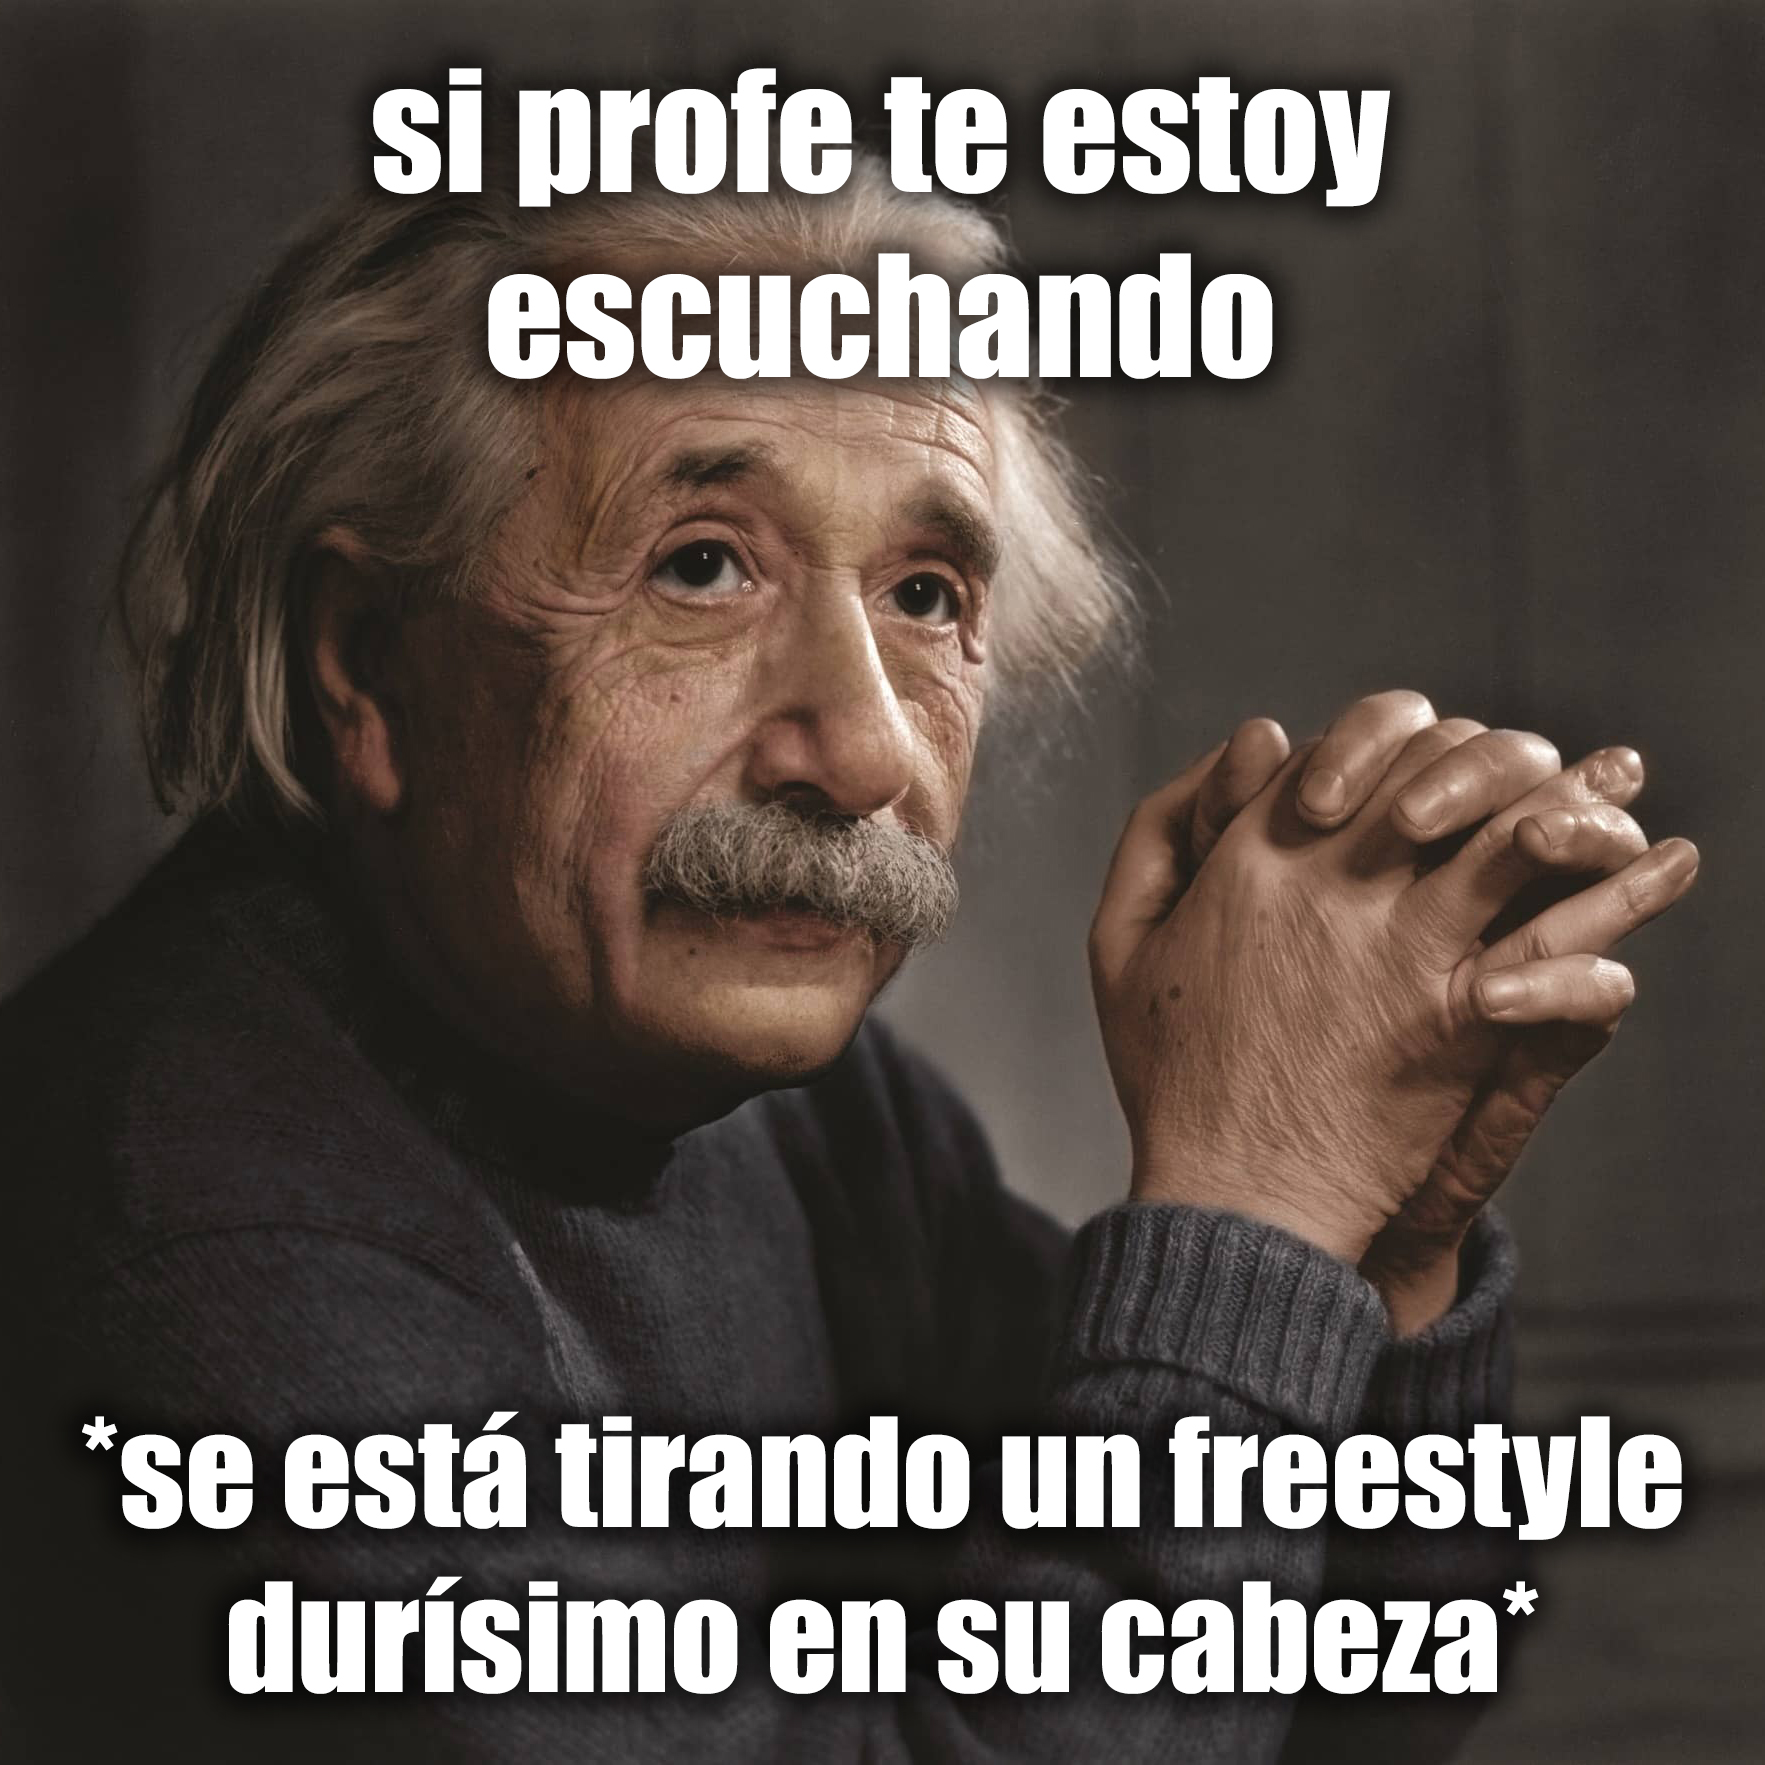 si profe te estoy
escuchando
*se está tirando un freestyle
durísimo en su cabeza*